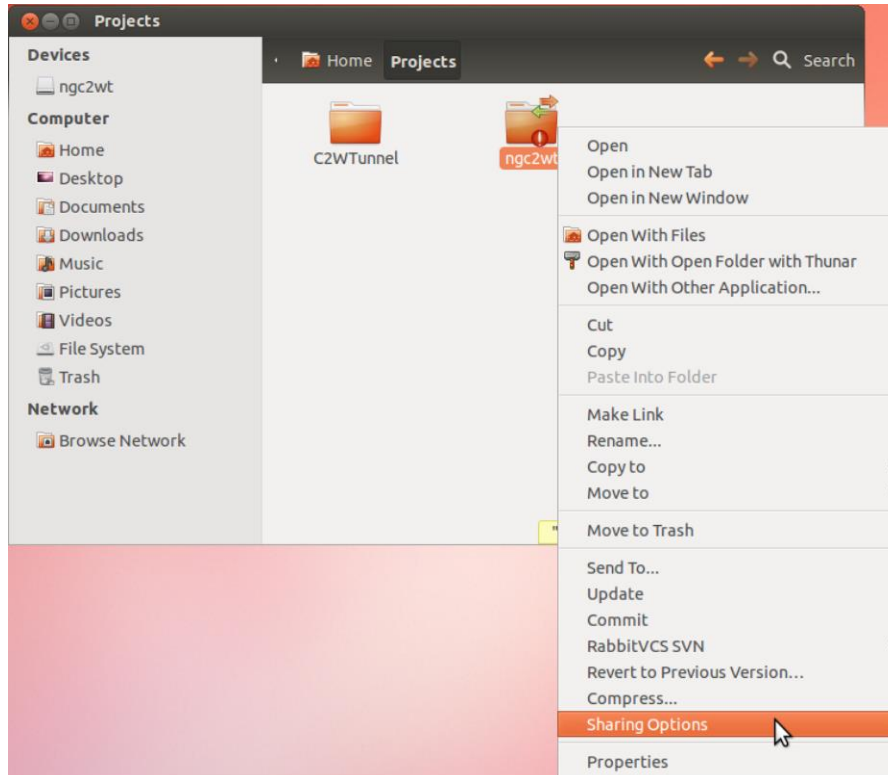 Projects
Devices
ngc2wt
Computer
Home
Desktop
Documents
Downloads
Music
Pictures
Videos
File System
Trash
Network
Browse Network
Home Projects Search
C2WTunnel
ngc2wt
Open
Open in New Tab
Open in New Window
Open With Files
Open With Open Folder with Thunar
Open With Other Application...
Cut
Copy
Paste Into Folder
Make Link
Rename...
Copy to
Move to
Move to Trash
Send To...
Update
Commit
RabbitVCS SVN
Revert to Previous Version...
Compress...
Sharing Options
Properties
"